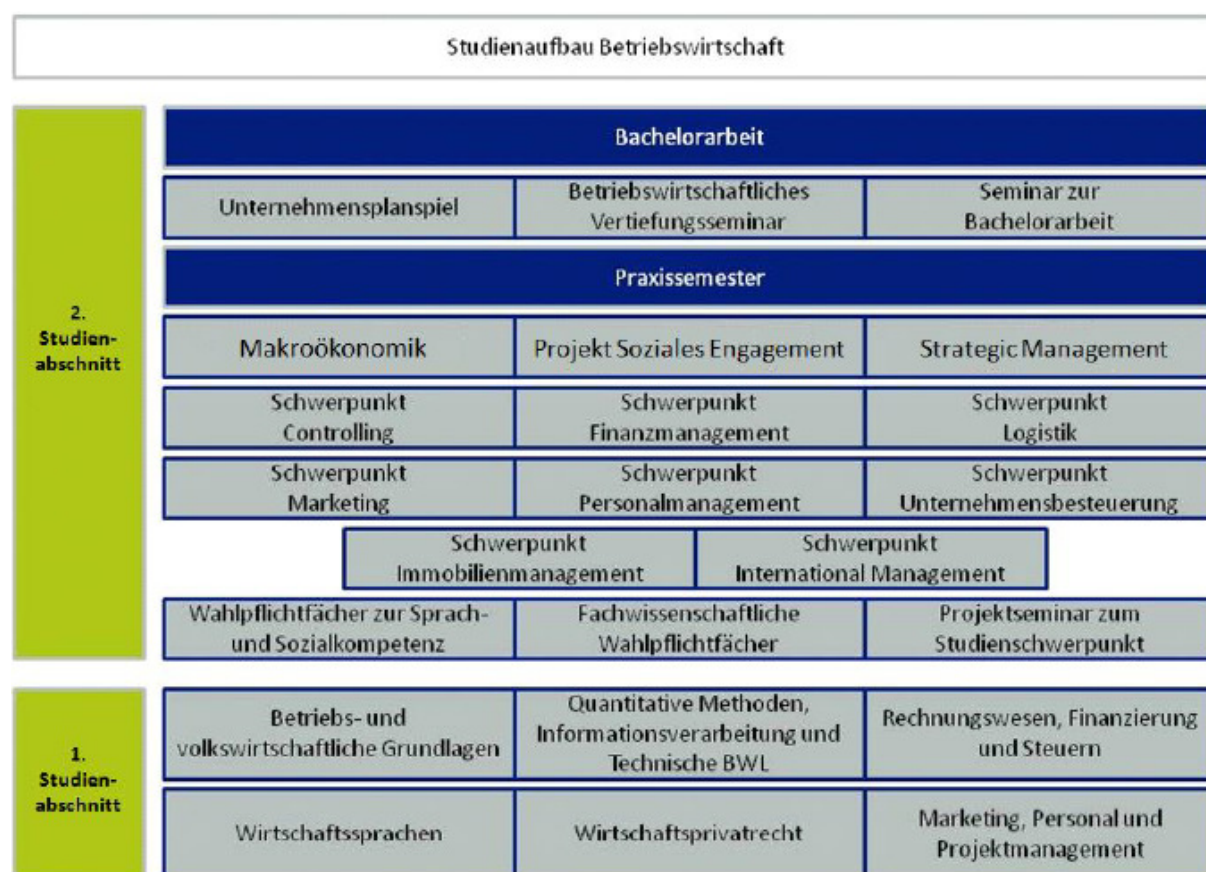 Studienaufbau Betriebswirtschaft
2.
Studien-
abschnitt
Bachelorarbeit
Unternehmensplanspiel
Betriebswirtschaftliches
Vertiefungsseminar
Seminar zur
Bachelorarbeit
Praxissemester
Makroökonomik
Projekt Soziales Engagement
Strategic Management
Schwerpunkt
Controlling
Schwerpunkt
Finanzmanagement
Schwerpunkt
Logistik
Schwerpunkt
Marketing
Schwerpunkt
Personalmanagement
Schwerpunkt
Unternehmensbesteuerung
Schwerpunkt
Immobilienmanagement
Schwerpunkt
International Management
Wahlpflichtfächer zur Sprach-
und Sozialkompetenz
Fachwissenschaftliche
Wahlpflichtfächer
Projektseminar zum
Studienschwerpunkt
1.
Studien-
abschnitt
Betriebs- und
volkswirtschaftliche Grundlagen
Quantitative Methoden,
Informationsverarbeitung und
Technische BWL
Rechnungswesen, Finanzierung
und Steuern
Wirtschaftssprachen
Wirtschaftsprivatrecht
Marketing, Personal und
Projektmanagement